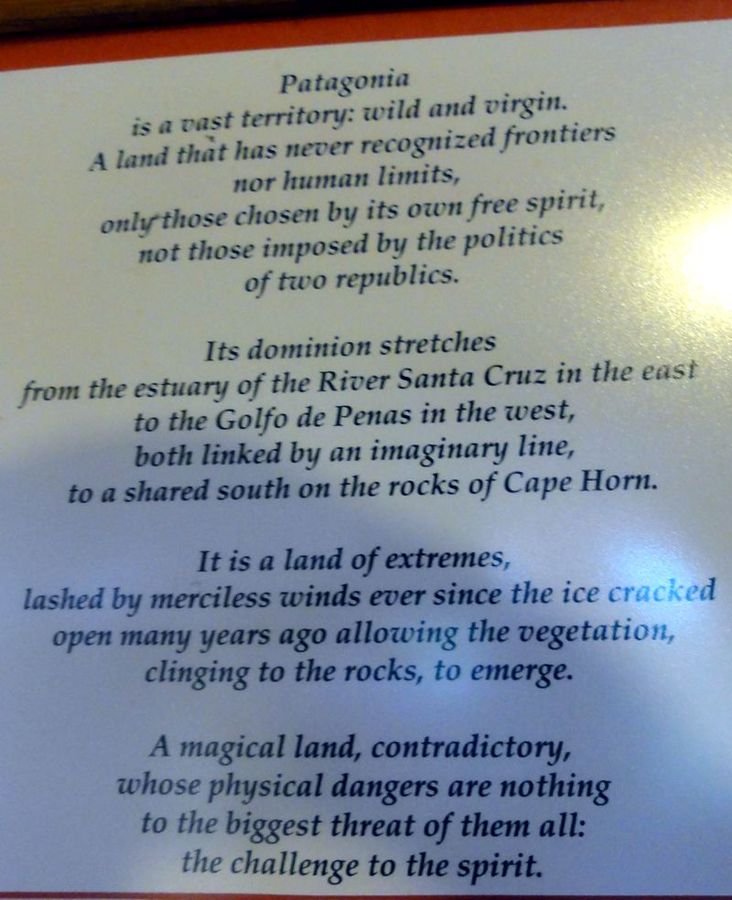 Patagonia
is a vast territory: wild and virgin.
A land that has never recognized frontiers
nor human limits,
only those chosen by its own free spirit,
not those imposed by the politics
of two republics.
Its dominion stretches
from the estuary of the River Santa Cruz in the east
to the Golfo de Penas in the west,
both linked by an imaginary line,
to a shared south on the rocks of Cape Horn.
It is a land of extremes,
lashed by merciless winds ever since the ice cracked
open many years ago allowing the vegetation,
clinging to the rocks, to emerge.
A magical land, contradictory,
whose physical dangers are nothing
to the biggest threat of them all:
the challenge to the spirit.